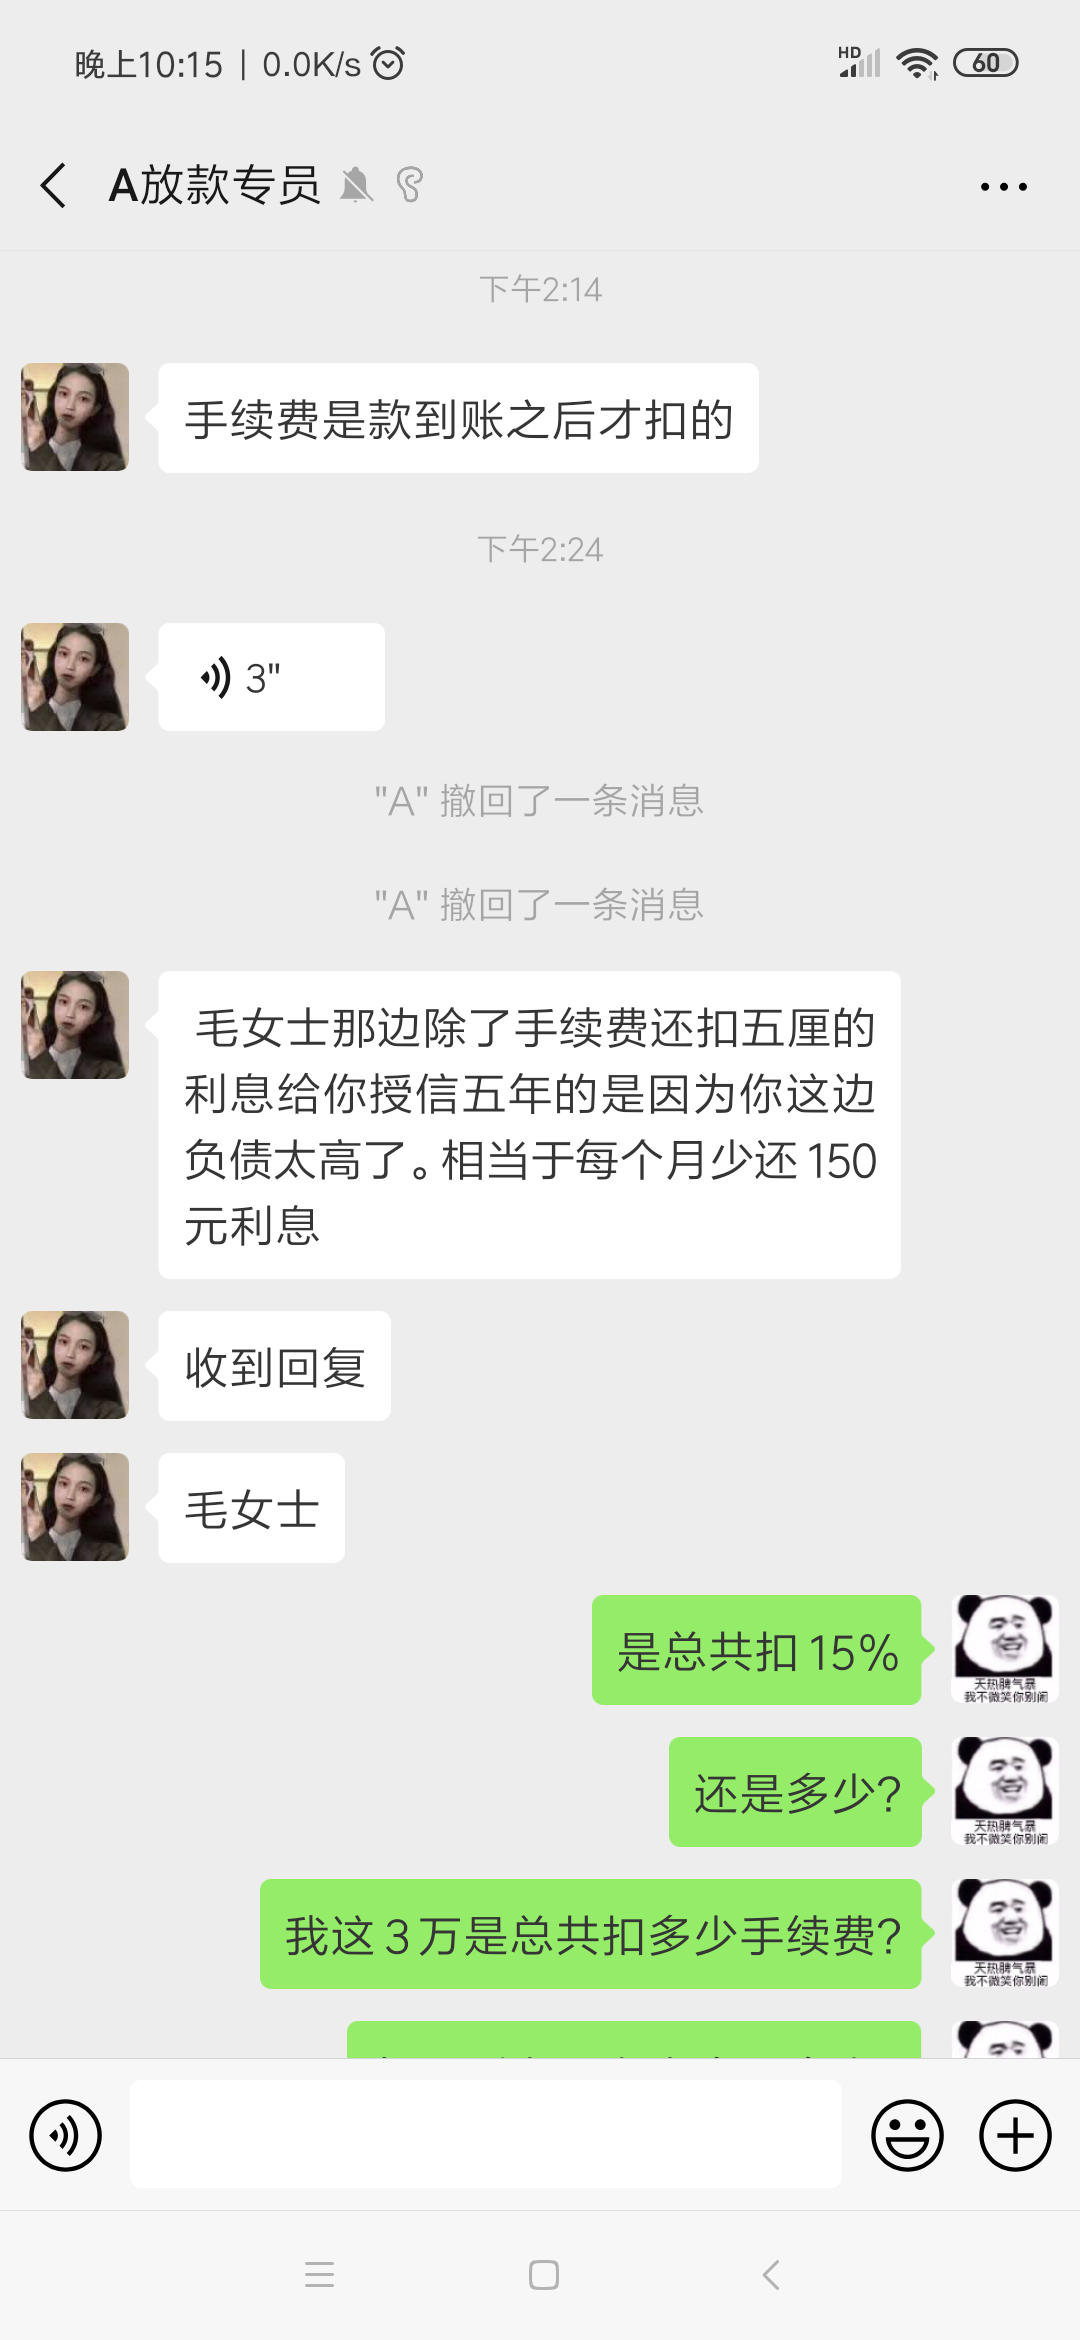 晚上10:15 | 0.0K/s
HD
60
A放款专员
下午2:14
手续费是款到账之后才扣的
下午2:24
3"
"A" 撤回了一条消息
"A" 撤回了一条消息
毛女士那边除了手续费还扣五厘的
利息给你授信五年的是因为你这边
负债太高了。相当于每个月少还150
元利息
收到回复
毛女士
是总共扣15%
天热脾气暴
我不微笑你别闹
还是多少?
天热脾气暴
我不微笑你别闹
我这3万是总共扣多少手续费?
天热脾气暴
我不微笑你别闹